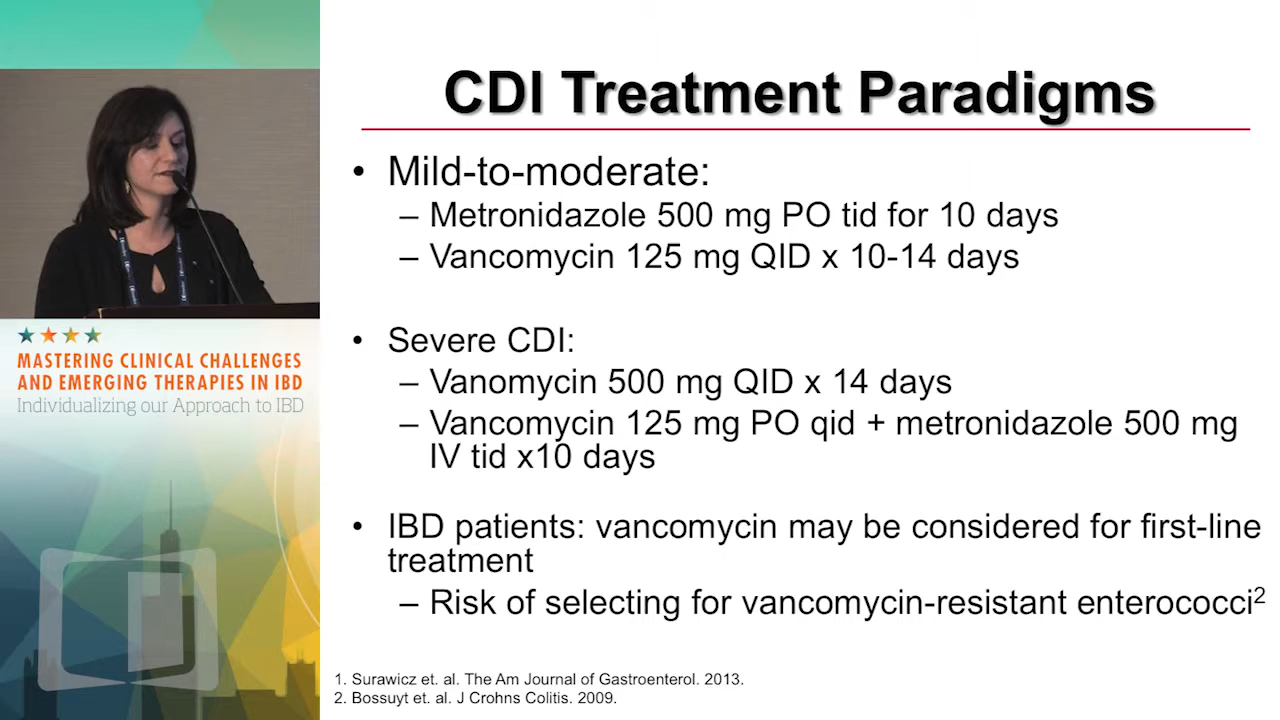 CDI Treatment Paradigms
• Mild-to-moderate:
– Metronidazole 500 mg PO tid for 10 days
– Vancomycin 125 mg QID x 10-14 days
• Severe CDI:
– Vanomycin 500 mg QID x 14 days
– Vancomycin 125 mg PO qid + metronidazole 500 mg
IV tid x10 days
• IBD patients: vancomycin may be considered for first-line
treatment
– Risk of selecting for vancomycin-resistant enterococci2
1. Surawicz et. al. The Am Journal of Gastroenterol. 2013.
2. Bossuyt et. al. J Crohns Colitis. 2009.
MASTERING CLINICAL CHALLENGES
AND EMERGING THERAPIES IN IBD
Individualizing our Approach to IBD